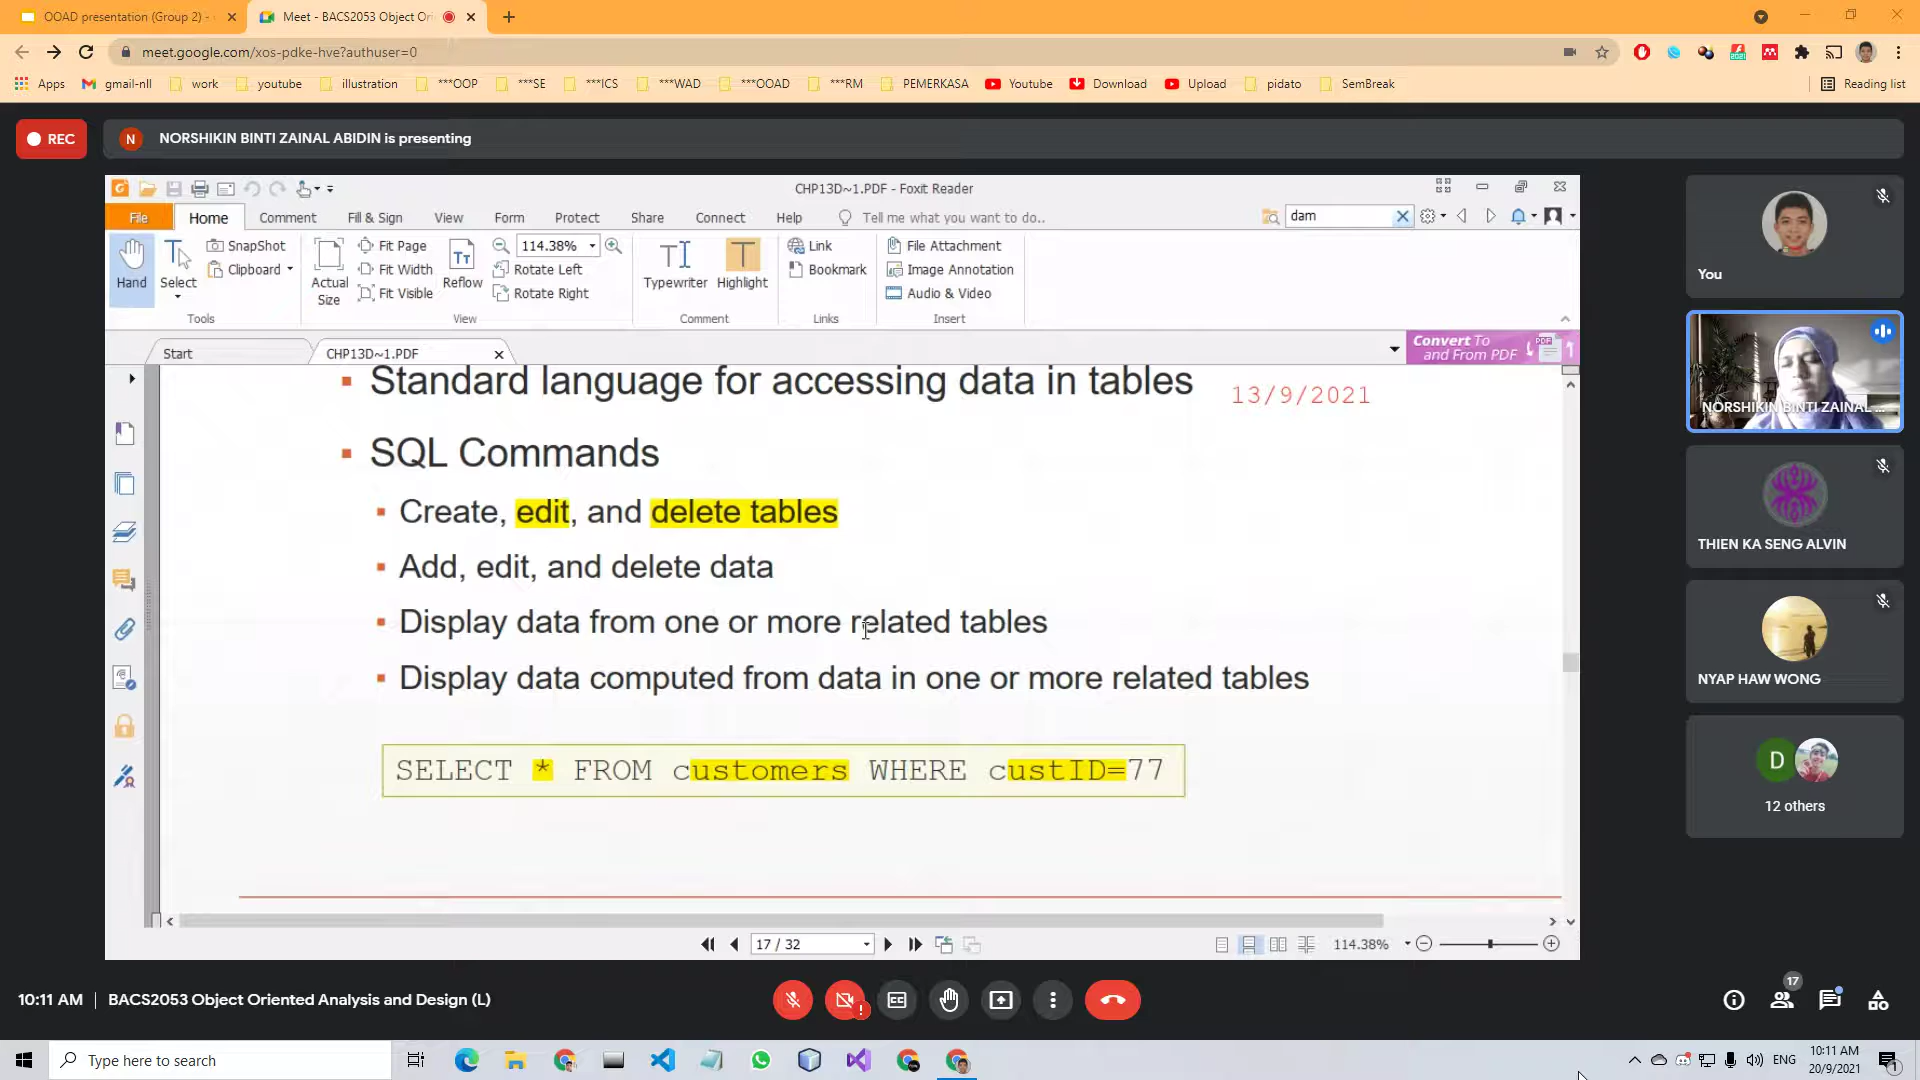 OOAD presentation (Group 2) -
Meet - BACS2053 Object Ori
meet.google.com/xos-pdke-hve?authuser=0
Apps
gmail-nll
work
youtube
illustration
***OOP
***SE
***ICS
***WAD
***OOAD
***RM
PEMERKASA
Youtube
Download
Upload
pidato
SemBreak
Reading list
REC
N
NORSHIKIN BINTI ZAINAL ABIDIN is presenting
CHP13D~1.PDF - Foxit Reader
File
Home
Comment
Fill & Sign
View
Form
Protect
Share
Connect
Help
Tell me what you want to do..
dam
Hand
Select
SnapShot
Clipboard
Tools
Actual
Size
Fit Page
Fit Width
Fit Visible
Reflow
114.38%
Rotate Left
Rotate Right
View
Typewriter
Highlight
Comment
Link
Bookmark
Links
File Attachment
Image Annotation
Audio & Video
Insert
Start
CHP13D~1.PDF
Convert To
and From PDF
PDF
Standard language for accessing data in tables
13/9/2021
SQL Commands
Create, edit, and delete tables
Add, edit, and delete data
Display data from one or more related tables
Display data computed from data in one or more related tables
SELECT * FROM customers WHERE custID=77
17 / 32
114.38%
You
NORSHIKIN BINTI ZAINAL ...
THIEN KA SENG ALVIN
NYAP HAW WONG
D
12 others
10:11 AM | BACS2053 Object Oriented Analysis and Design (L)
17
Type here to search
ENG
10:11 AM
20/9/2021
1